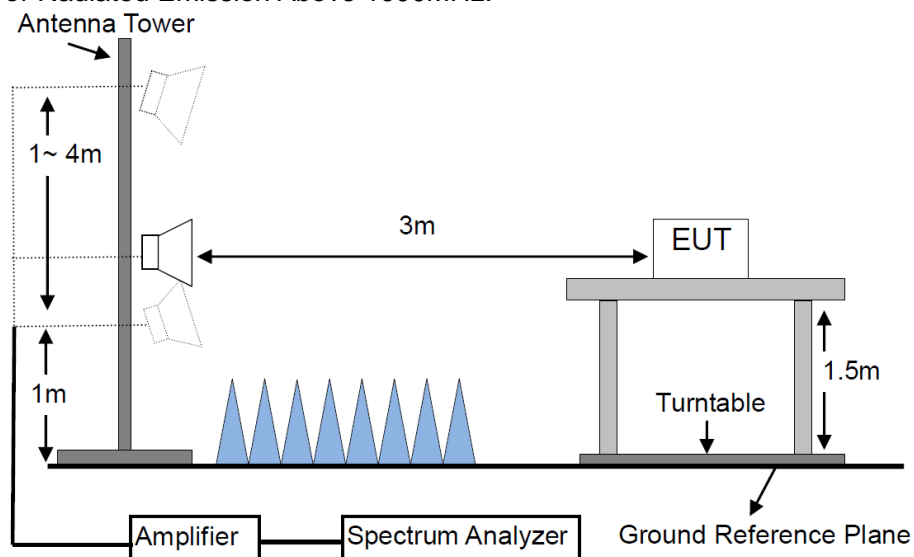 Radiated Emission Above 1000MHz.
Antenna Tower
1~ 4m
3m
EUT
1m
1.5m
Turntable
Amplifier
Spectrum Analyzer
Ground Reference Plane